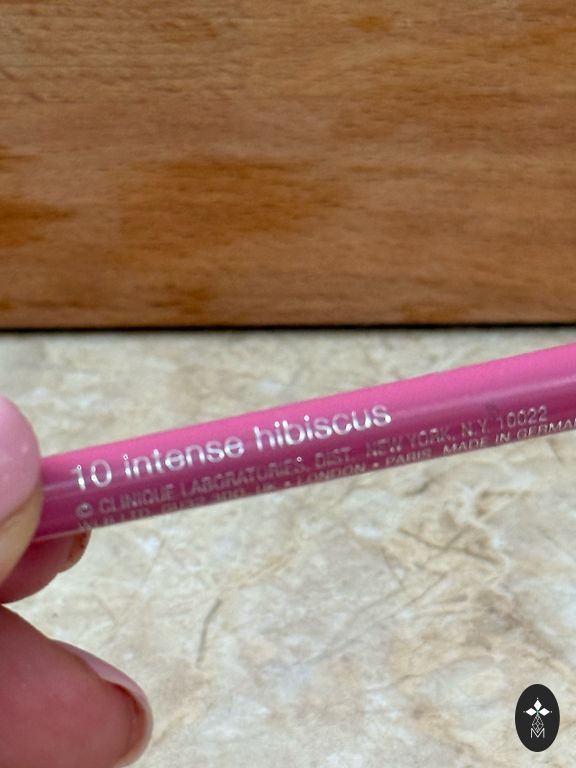 10 intense hibiscus
© CLINIQUE LABORATORIES, DIST. NEW YORK, N.Y. 10022
LONDON • PARIS MADE IN GERMAN
M